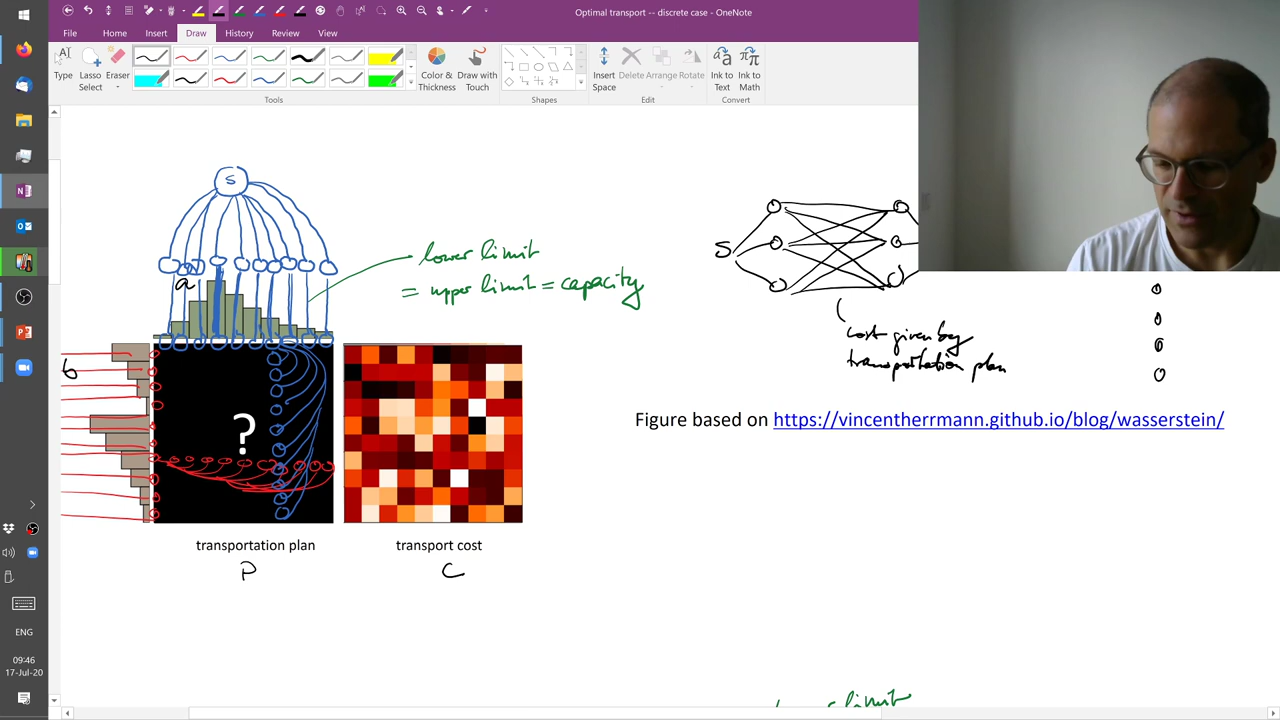 Optimal transport -- discrete case - OneNote
File
Home
Insert
Draw
History
Review
View
Type
Lasso
Select
Eraser
Color &
Thickness
Draw with
Touch
Insert
Space
Delete
Arrange
Rotate
Ink to
Text
Ink to
Math
Tools
Shapes
Edit
Convert
S
a
lower limit
= upper limit = capacity
b
?
transportation plan
P
transport cost
C
S
cost given by
transportation plan
Figure based on https://vincentherrmann.github.io/blog/wasserstein/
limit
ENG
09:46
17-Jul-20